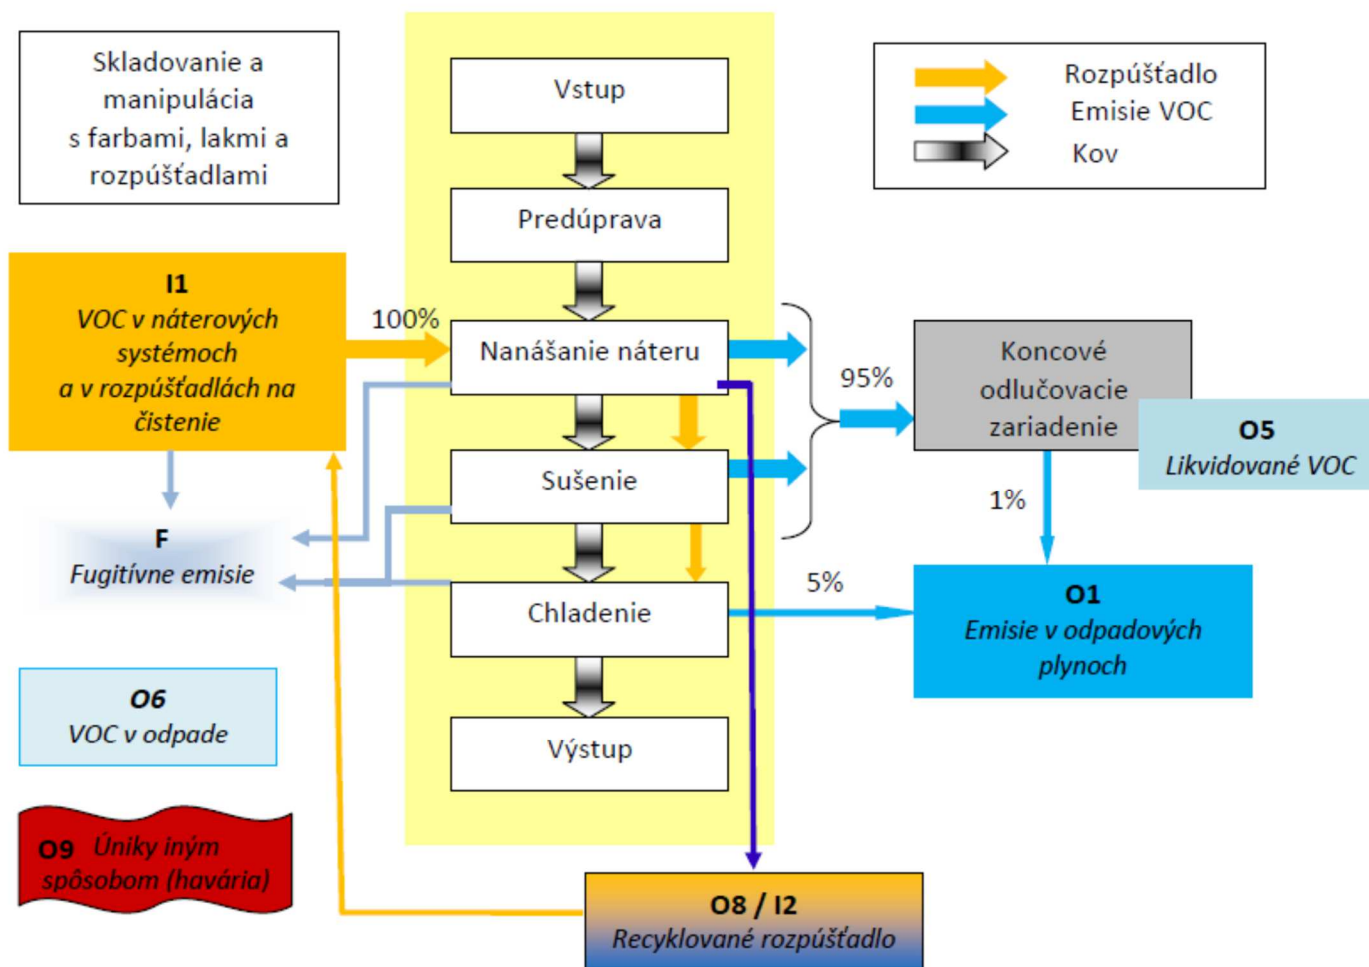 Skladovanie a
manipulácia
s farbami, lakmi a
rozpúšťadlami
Vstup
Rozpúšťadlo
Emisie VOC
Kov
Predúprava
I1
VOC v náterových
systémoch
a v rozpúšťadlách na
čistenie
100%
Nanášanie náteru
95%
Koncové
odlučovacie
zariadenie
O5
Likvidované VOC
Sušenie
1%
F
Fugitívne emisie
Chladenie
5%
O1
Emisie v odpadových
plynoch
O6
VOC v odpade
Výstup
O9 Úniky iným
spôsobom (havária)
O8 / I2
Recyklované rozpúšťadlo